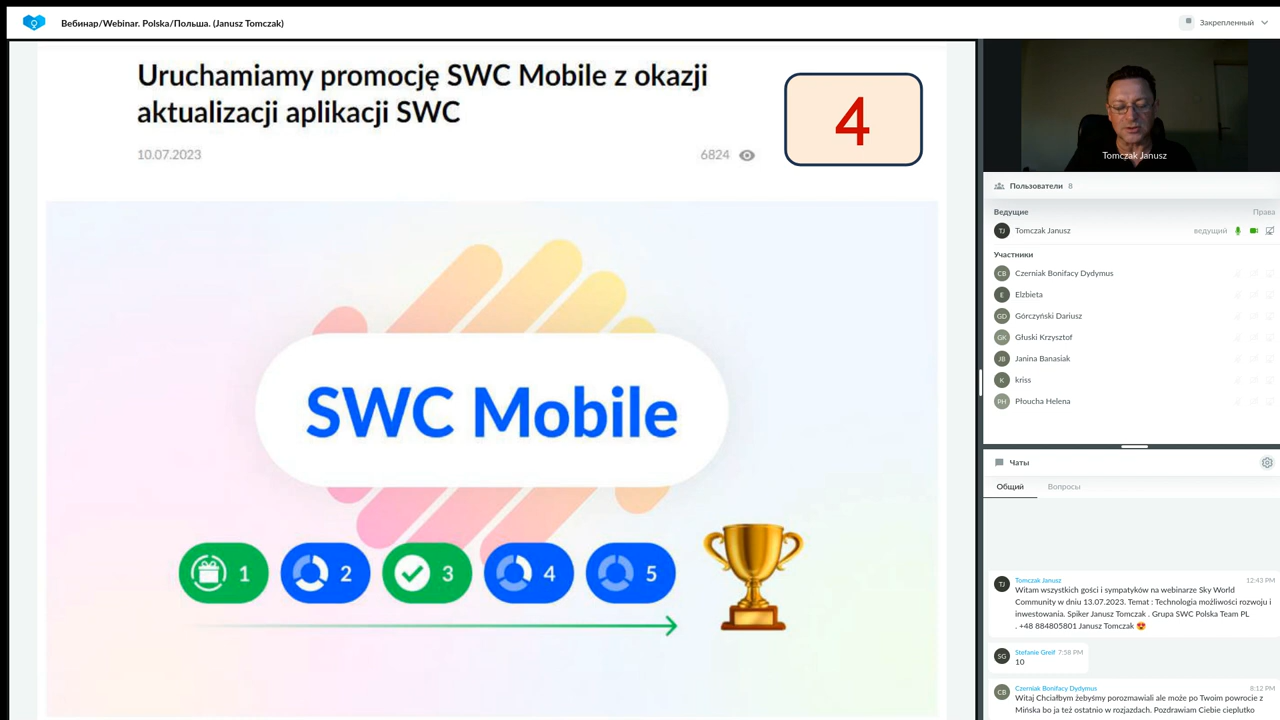 Вебинар/Webinar. Polska/Польша. (Janusz Tomczak)
Закрепленный
Uruchamiamy promocję SWC Mobile z okazji
aktualizacji aplikacji SWC
10.07.2023
6824
4
SWC Mobile
1
2
3
4
5
Tomczak Janusz
Пользователи 8
Ведущие
Права
TJ
Tomczak Janusz
ведущий
Участники
CB
Czerniak Bonifacy Dydymus
E
Elzbieta
GD
Górczyński Dariusz
GK
Głuski Krzysztof
JB
Janina Banasiak
K
kriss
PH
Płoucha Helena
Чаты
Общий
Вопросы
TJ
Tomczak Janusz
12:43 PM
Witam wszystkich gości i sympatyków na webinarze Sky World
Community w dniu 13.07.2023. Temat : Technologia możliwości rozwoju i
inwestowania. Spiker Janusz Tomczak . Grupa SWC Polska Team PL
. +48 884805801 Janusz Tomczak 😍
SG
Stefanie Greif 7:58 PM
10
CB
Czerniak Bonifacy Dydymus
8:12 PM
Witaj Chciałbym żebyśmy porozmawiali ale może po Twoim powrocie z
Mińska bo ja też ostatnio w rozjazdach. Pozdrawiam Ciebie cieplutko